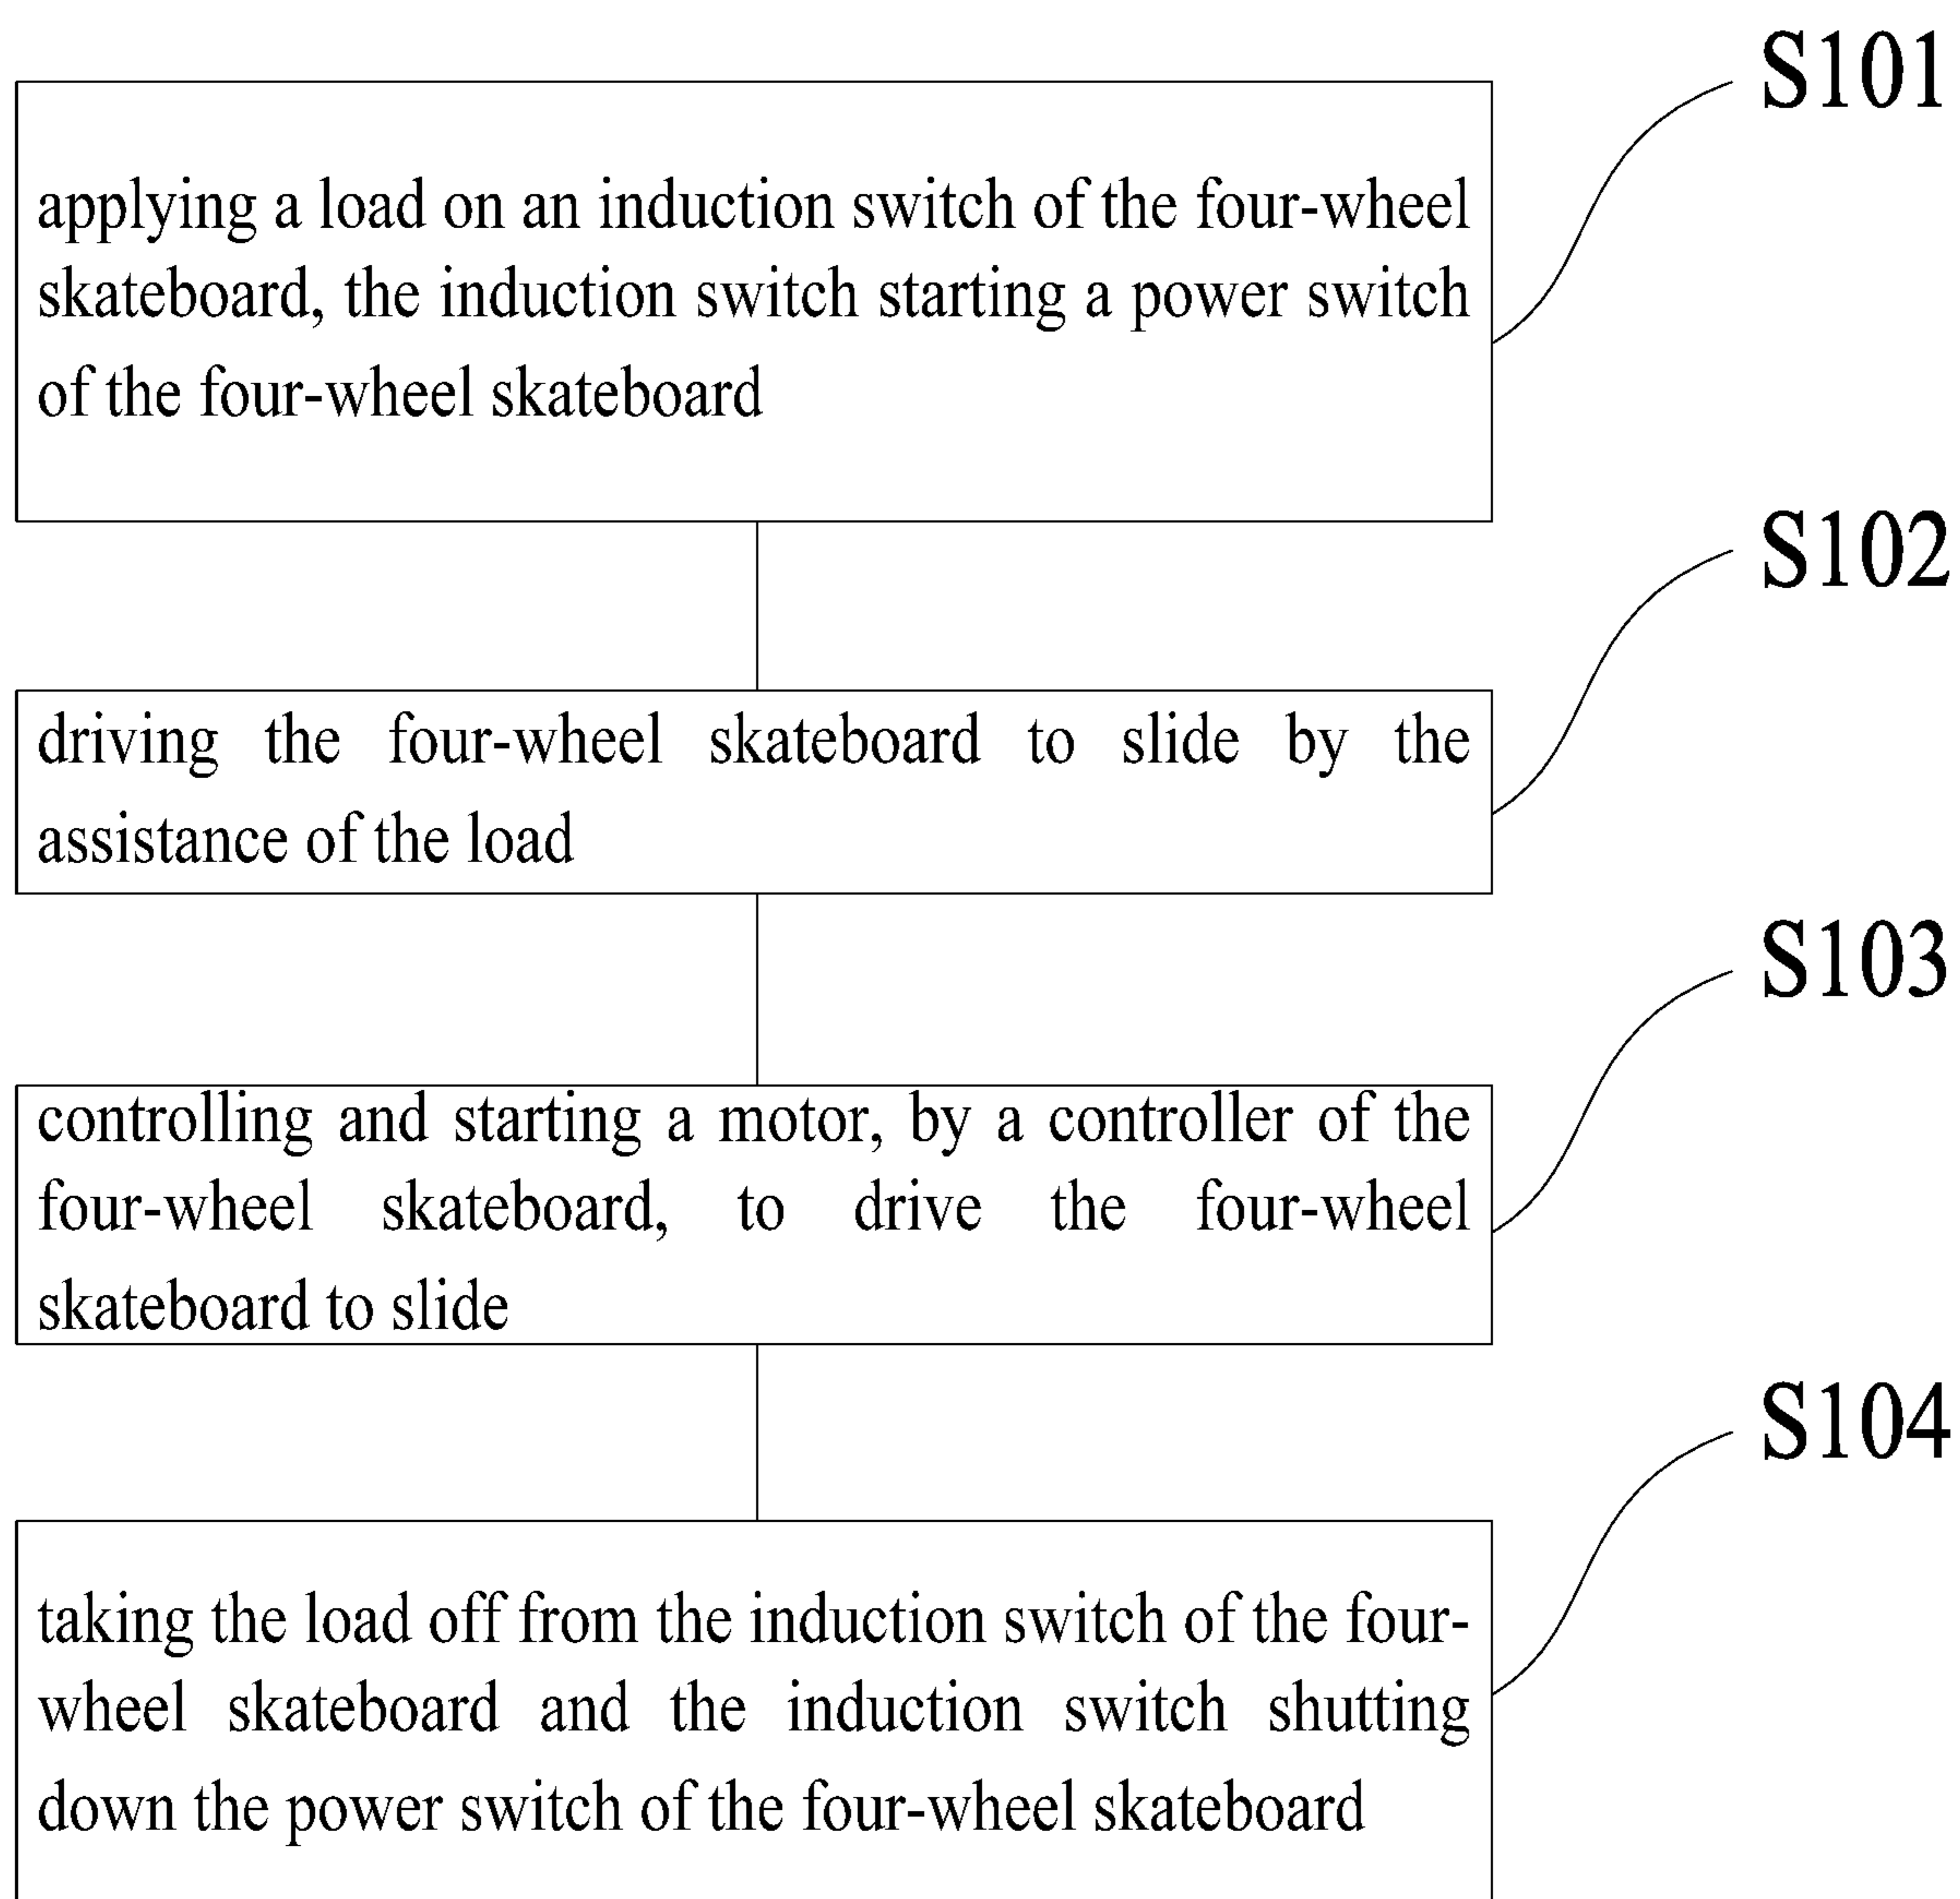 S101
applying a load on an induction switch of the four-wheel
skateboard, the induction switch starting a power switch
of the four-wheel skateboard
S102
driving the four-wheel skateboard to slide by the
assistance of the load
S103
controlling and starting a motor, by a controller of the
four-wheel skateboard, to drive the four-wheel
skateboard to slide
S104
taking the load off from the induction switch of the four-
wheel skateboard and the induction switch shutting
down the power switch of the four-wheel skateboard